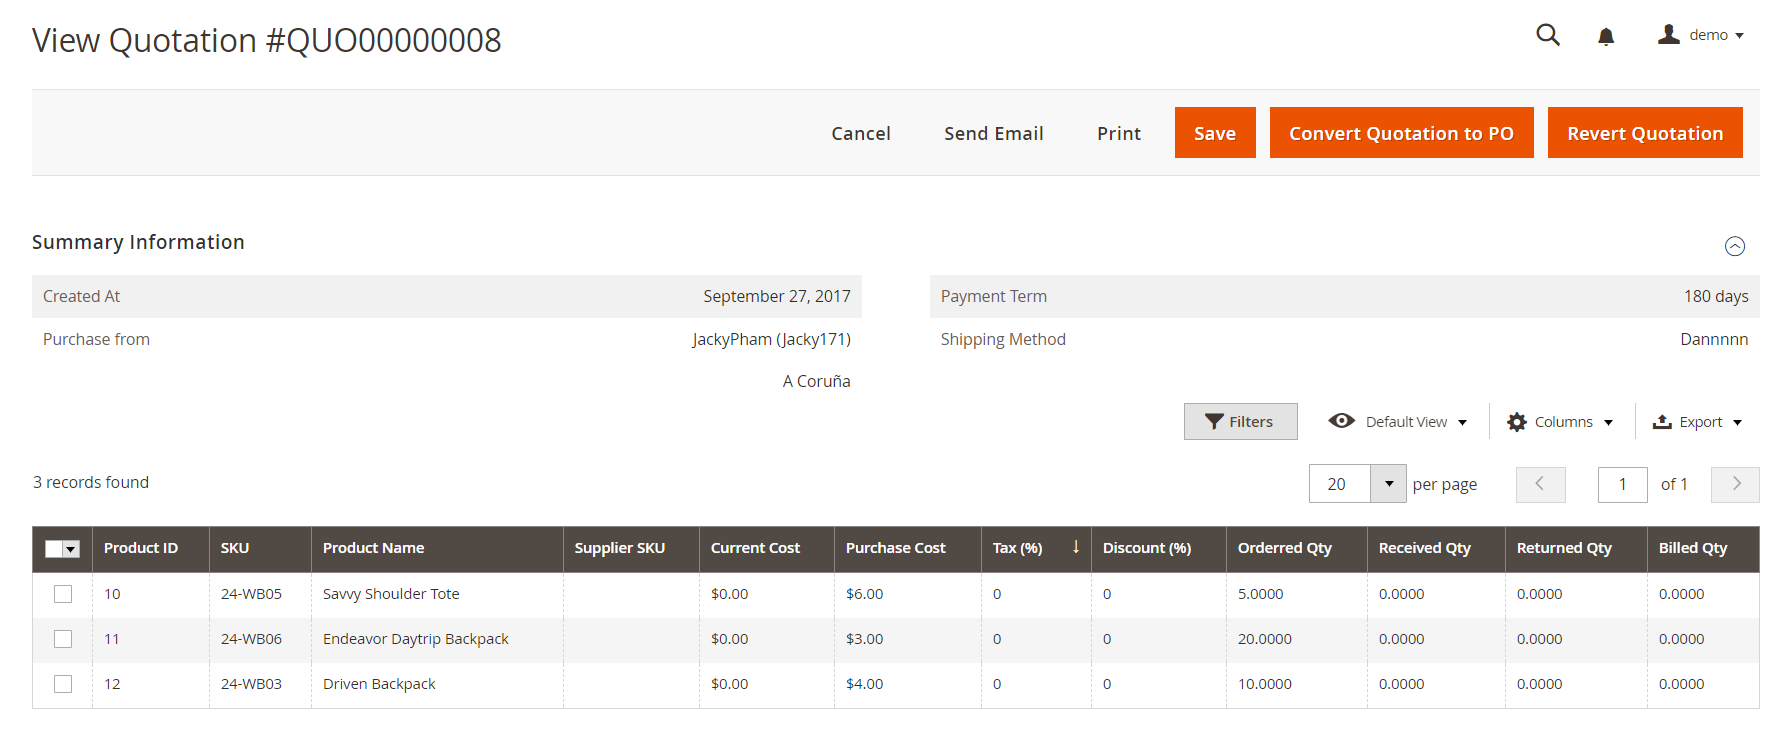 View Quotation #QUO00000008
demo
Cancel Send Email Print Save Convert Quotation to PO Revert Quotation
Summary Information
Created At September 27, 2017 Payment Term 180 days
Purchase from JackyPham (Jacky171) Shipping Method Dannnnn
A Coruña
Filters Default View Columns Export
3 records found 20 per page 1 of 1
Product ID SKU Product Name Supplier SKU Current Cost Purchase Cost Tax (%) ↓ Discount (%) Orderred Qty Received Qty Returned Qty Billed Qty
10 24-WB05 Savvy Shoulder Tote $0.00 $6.00 0 0 5.0000 0.0000 0.0000 0.0000
11 24-WB06 Endeavor Daytrip Backpack $0.00 $3.00 0 0 20.0000 0.0000 0.0000 0.0000
12 24-WB03 Driven Backpack $0.00 $4.00 0 0 10.0000 0.0000 0.0000 0.0000